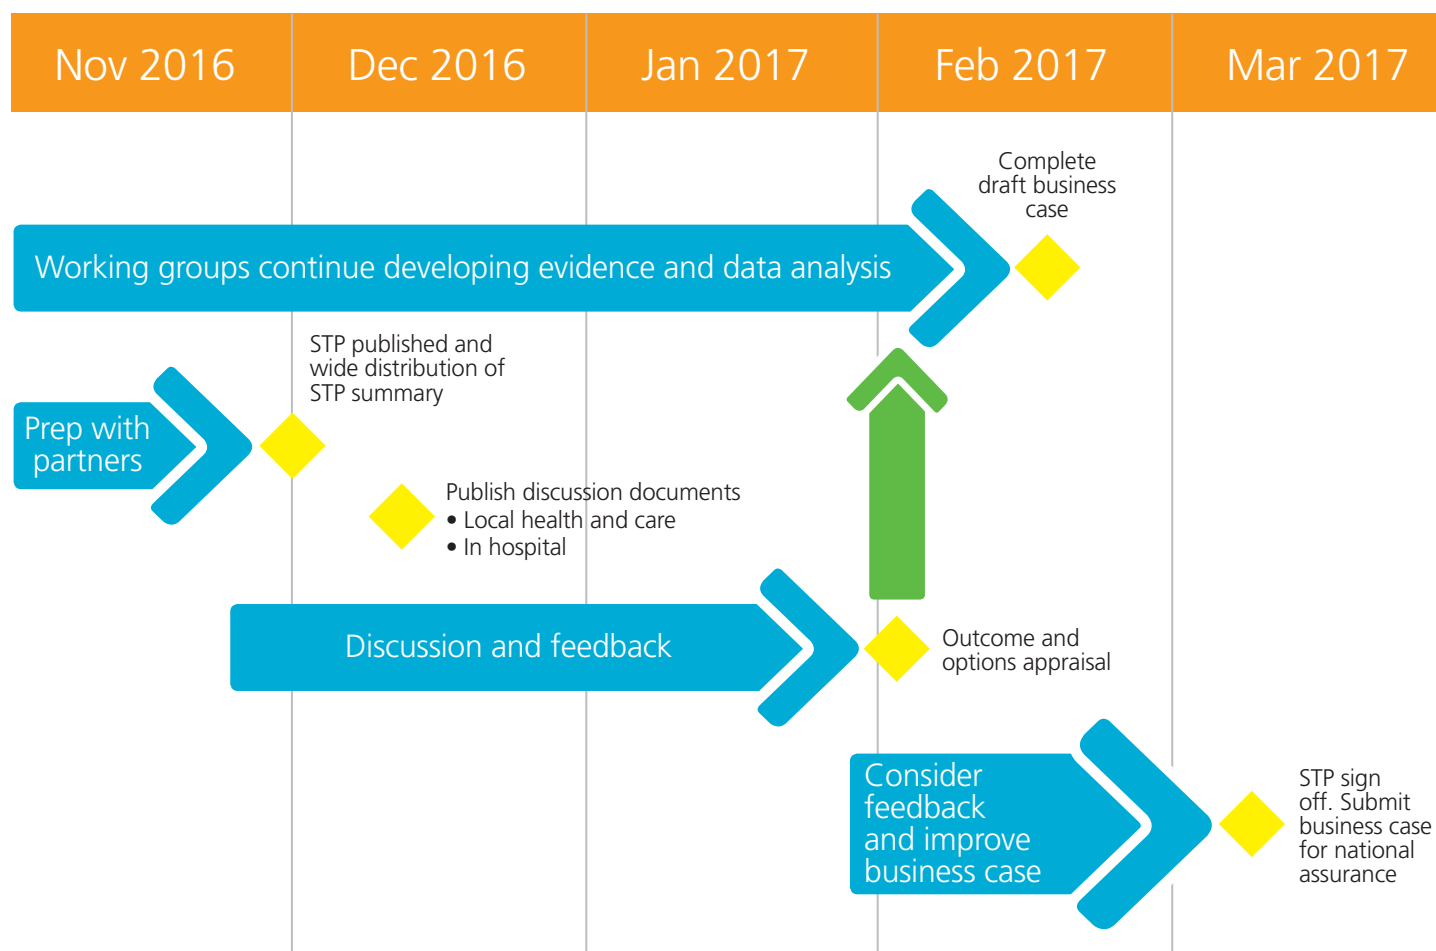 Nov 2016
Dec 2016
Jan 2017
Feb 2017
Mar 2017
Complete
draft business
case
Working groups continue developing evidence and data analysis
STP published and
wide distribution of
STP summary
Prep with
partners
Publish discussion documents
• Local health and care
• In hospital
Discussion and feedback
Outcome and
options appraisal
Consider
feedback
and improve
business case
STP sign
off. Submit
business case
for national
assurance